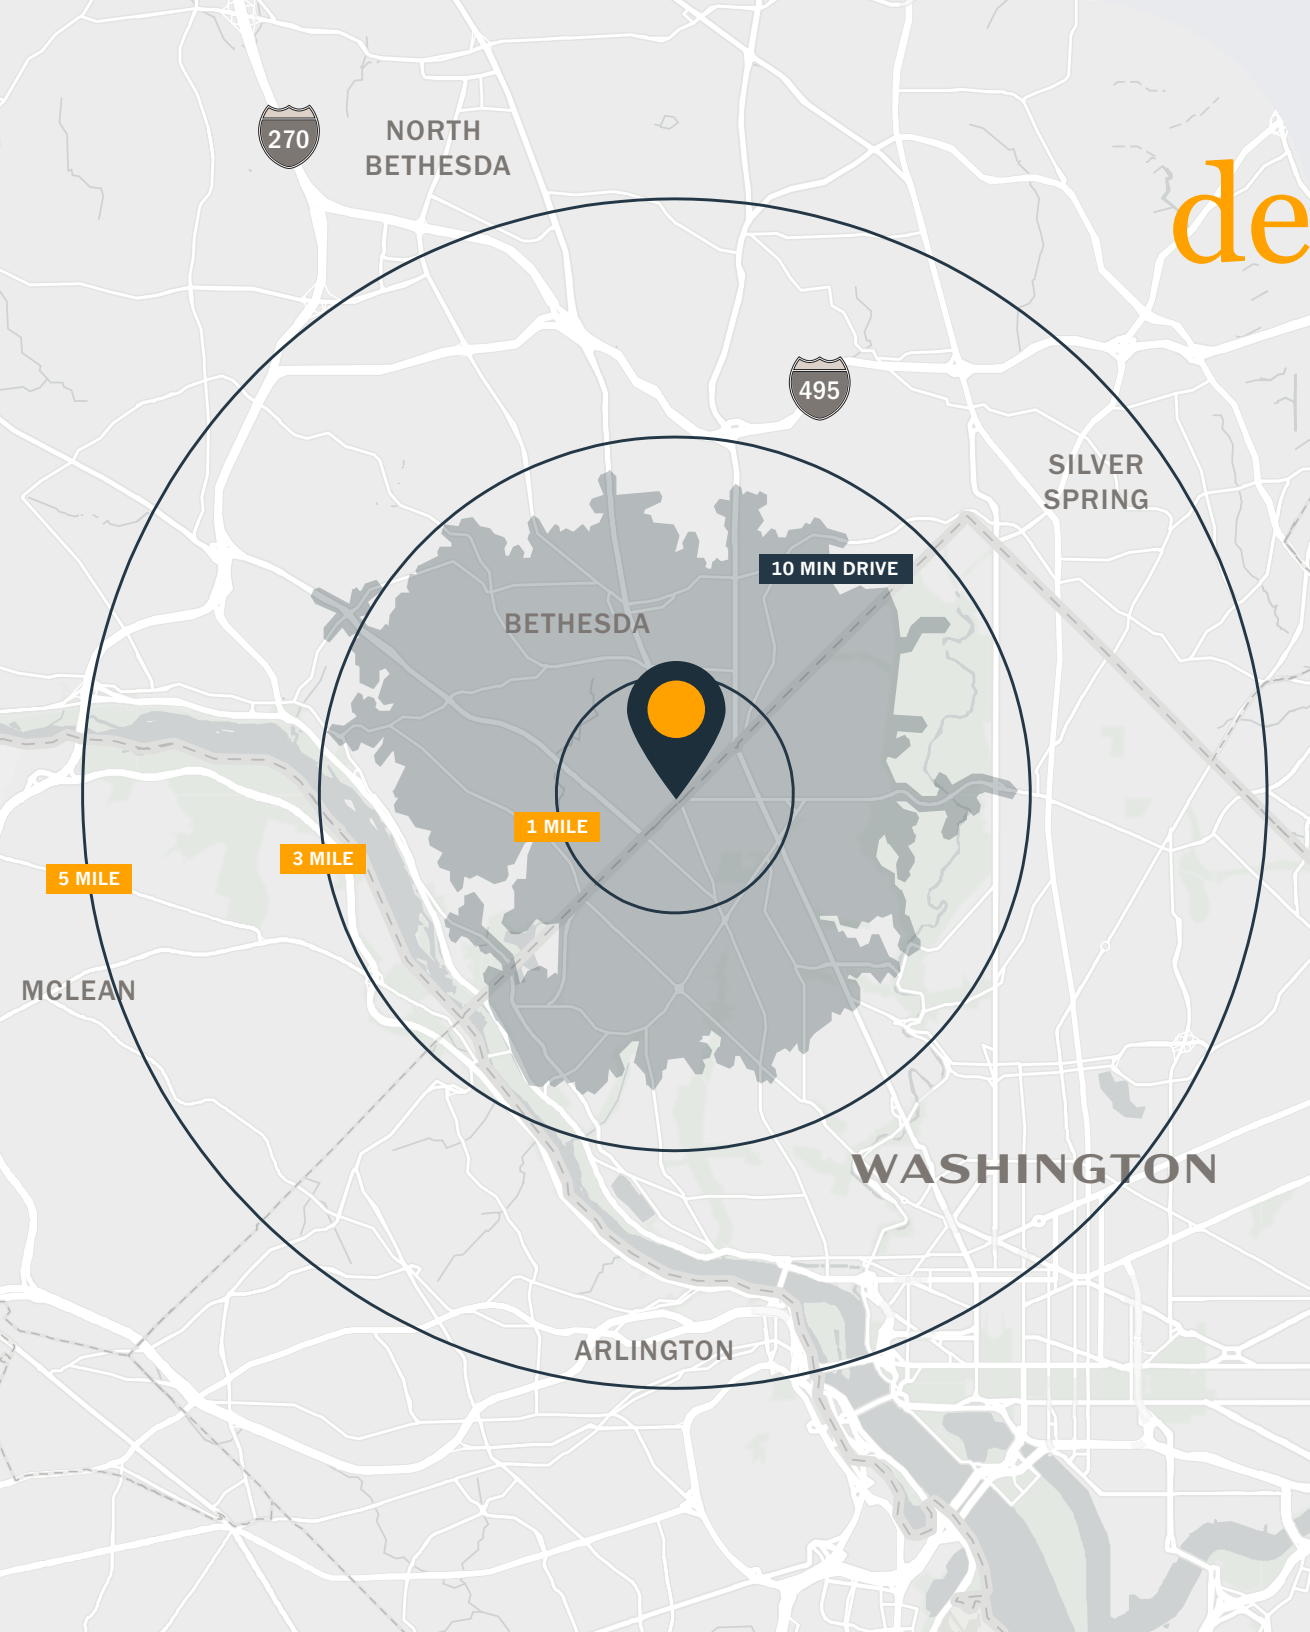 270
NORTH
BETHESDA
de
495
SILVER
SPRING
10 MIN DRIVE
BETHESDA
1 MILE
3 MILE
5 MILE
MCLEAN
WASHINGTON
ARLINGTON